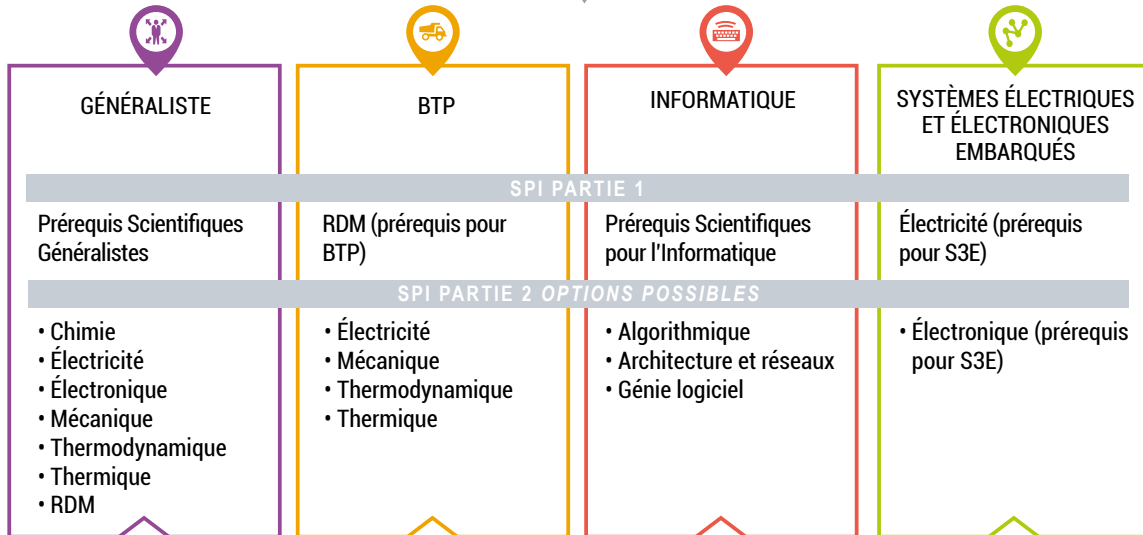 GÉNÉRALISTE
BTP
INFORMATIQUE
SYSTÈMES ÉLECTRIQUES
ET ÉLECTRONIQUES
EMBARQUÉS
SPI PARTIE 1
Prérequis Scientifiques
Généralistes
RDM (prérequis pour
BTP)
Prérequis Scientifiques
pour l'Informatique
Électricité (prérequis
pour S3E)
SPI PARTIE 2 OPTIONS POSSIBLES
• Chimie
• Électricité
• Électronique
• Mécanique
• Thermodynamique
• Thermique
• RDM
• Électricité
• Mécanique
• Thermodynamique
• Thermique
• Algorithmique
• Architecture et réseaux
• Génie logiciel
• Électronique (prérequis
pour S3E)